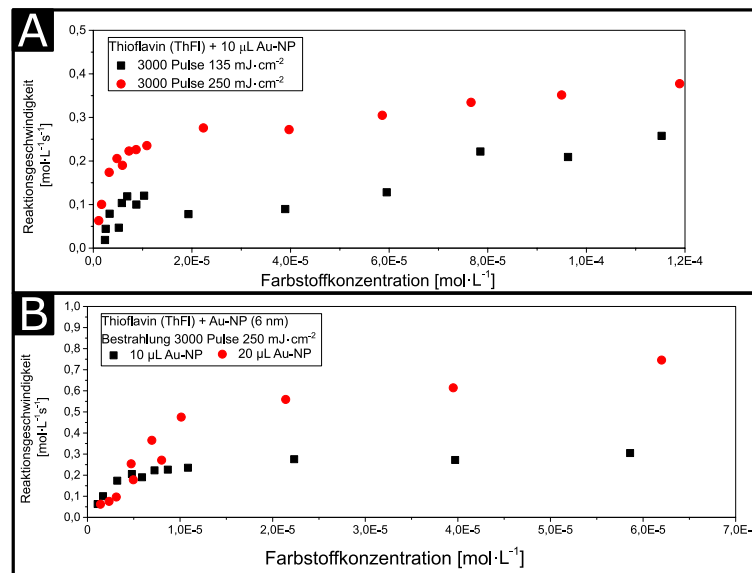 A
Thioflavin (ThFl) + 10 µL Au-NP
3000 Pulse 135 mJ·cm⁻²
3000 Pulse 250 mJ·cm⁻²
Reaktionsgeschwindigkeit
[mol·L⁻¹s⁻¹]
0,5
0,4
0,3
0,2
0,1
0,0
0,0 2,0E-5 4,0E-5 6,0E-5 8,0E-5 1,0E-4 1,2E-4
Farbstoffkonzentration [mol·L⁻¹]
B
Thioflavin (ThFl) + Au-NP (6 nm)
Bestrahlung 3000 Pulse 250 mJ·cm⁻²
10 µL Au-NP 20 µL Au-NP
Reaktionsgeschwindigkeit
[mol·L⁻¹s⁻¹]
1,0
0,9
0,8
0,7
0,6
0,5
0,4
0,3
0,2
0,1
0,0
0 1,0E-5 2,0E-5 3,0E-5 4,0E-5 5,0E-5 6,0E-5 7,0E-
Farbstoffkonzentration [mol·L⁻¹]